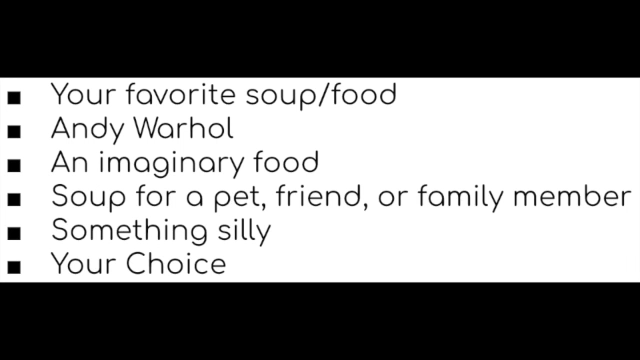 ▪ Your favorite soup/food
▪ Andy Warhol
▪ An imaginary food
▪ Soup for a pet, friend, or family member
▪ Something silly
▪ Your Choice